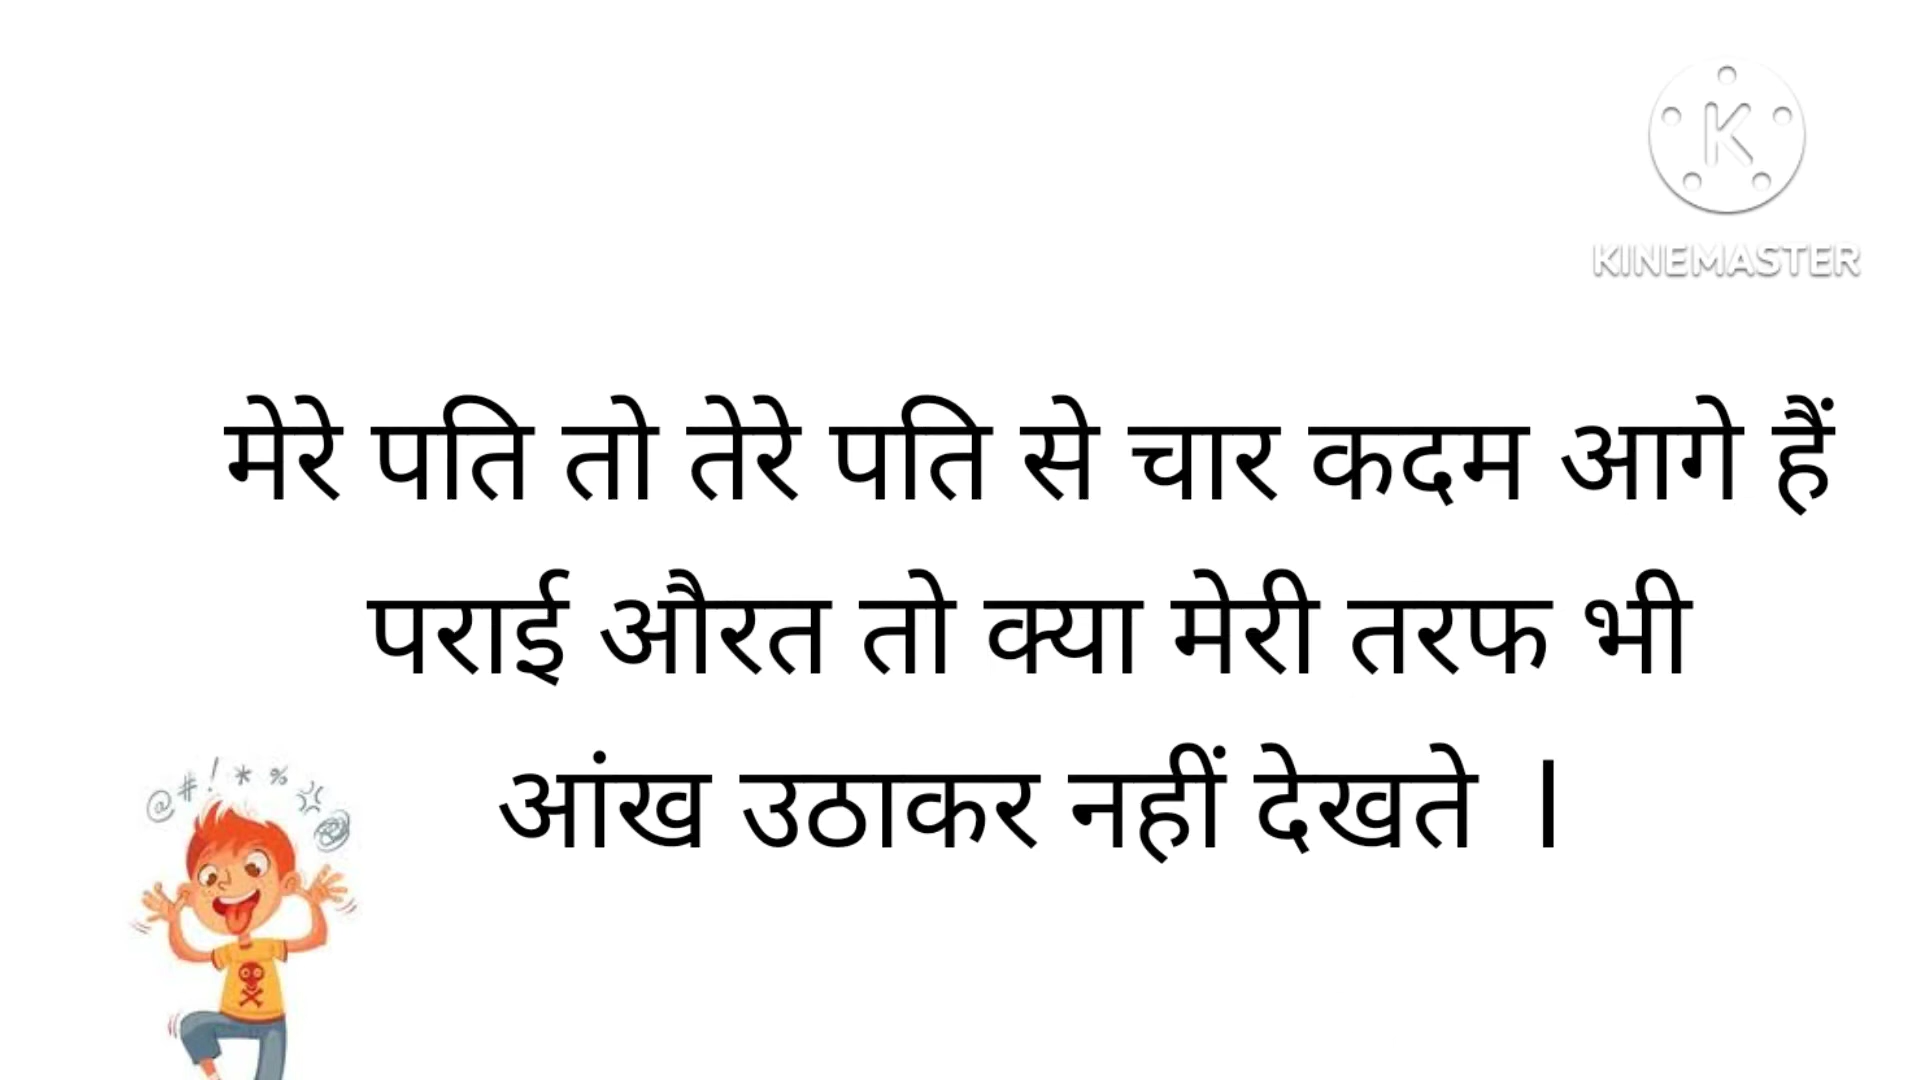 KINEMASTER
मेरे पति तो तेरे पति से चार कदम आगे हैं
पराई औरत तो क्या मेरी तरफ भी
आंख उठाकर नहीं देखते ।
@#!*%